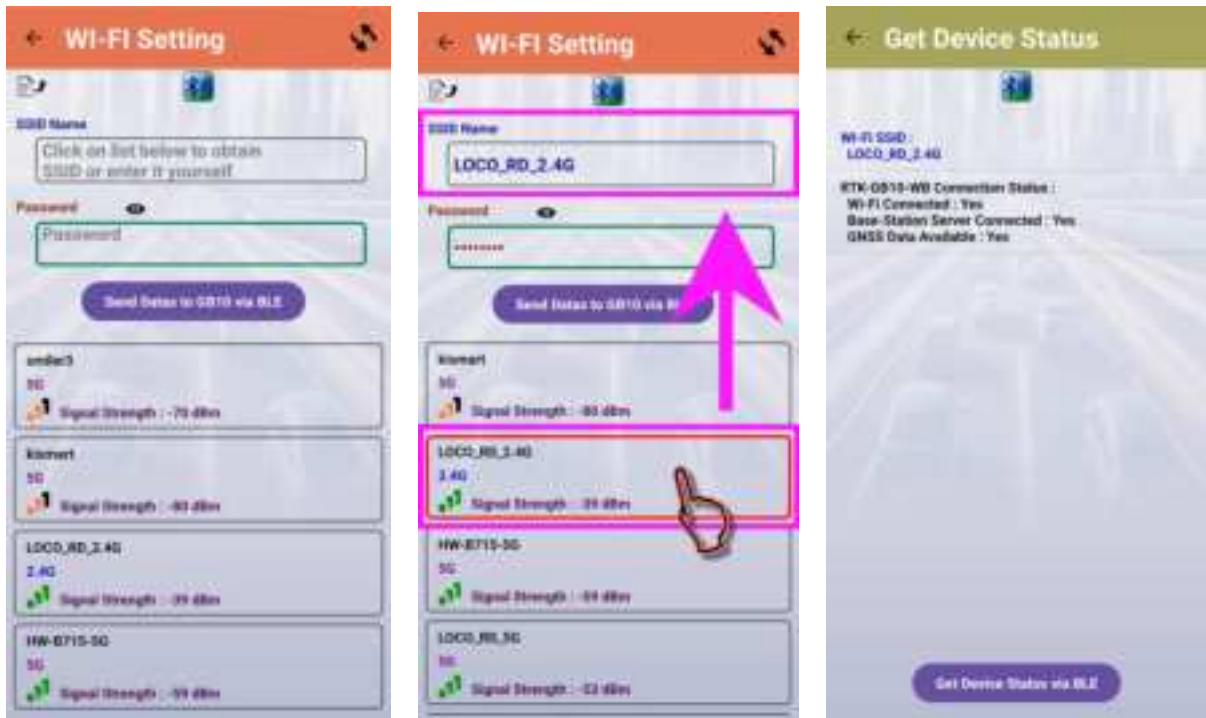 WI-FI Setting
SSID Name
Click on list below to obtain
SSID or enter it yourself
Password
Password
Send Datas to GB10 via BLE
5G
Signal Strength : -70 dBm
kismart
5G
Signal Strength : -80 dBm
LOCO_RD_2.4G
2.4G
Signal Strength : -39 dBm
HW-B715-5G
5G
Signal Strength : -59 dBm
WI-FI Setting
SSID Name
LOCO_RD_2.4G
Password
••••••••
Send Datas to GB10 via
kismart
5G
Signal Strength : -80 dBm
LOCO_RD_2.4G
2.4G
Signal Strength : -39 dBm
HW-B715-5G
5G
Signal Strength : -59 dBm
LOCO_RD_5G
5G
Signal Strength : -53 dBm
Get Device Status
WI-FI SSID :
LOCO_RD_2.4G
RTK-GB10-WB Connection Status :
Wi-Fi Connected : Yes
Base-Station Server Connected : Yes
GNSS Data Available : Yes
Get Device Status via BLE